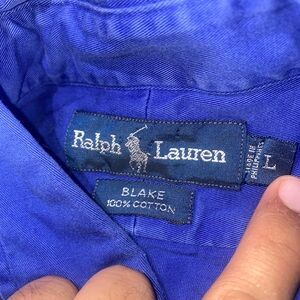 Ralph Lauren
MADE IN
PHILIPPINES
L
BLAKE
100% COTTON